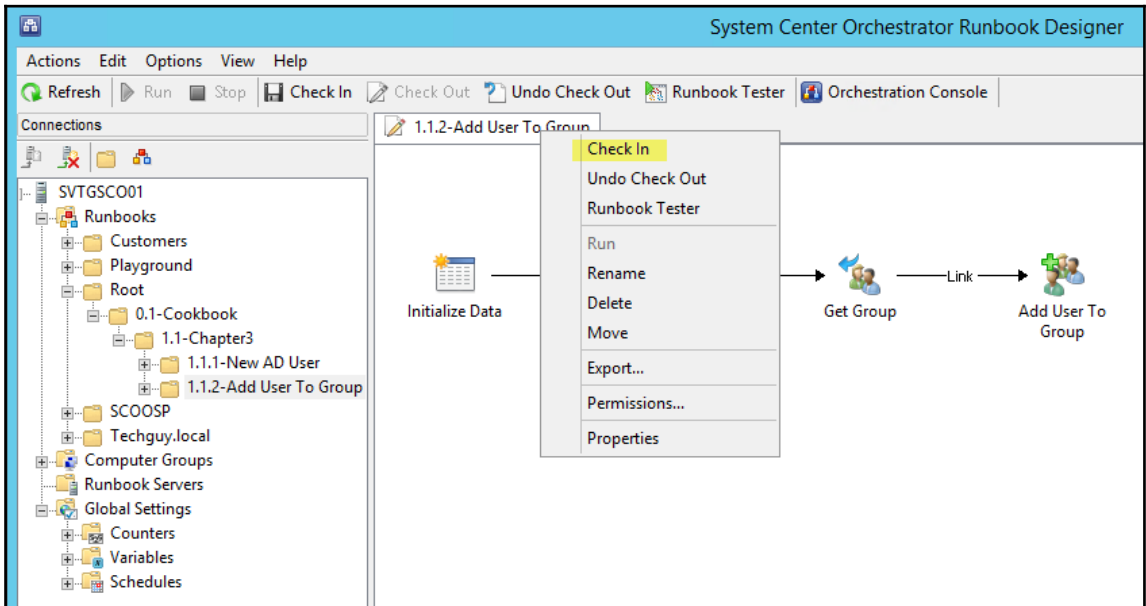 System Center Orchestrator Runbook Designer
Actions Edit Options View Help
Refresh Run Stop Check In Check Out Undo Check Out Runbook Tester Orchestration Console
Connections
SVTGSCO01
Runbooks
Customers
Playground
Root
0.1-Cookbook
1.1-Chapter3
1.1.1-New AD User
1.1.2-Add User To Group
SCOOSP
Techguy.local
Computer Groups
Runbook Servers
Global Settings
Counters
Variables
Schedules
1.1.2-Add User To Group
Check In
Undo Check Out
Runbook Tester
Run
Rename
Delete
Move
Export...
Permissions...
Properties
Initialize Data
Get Group
Link
Add User To
Group